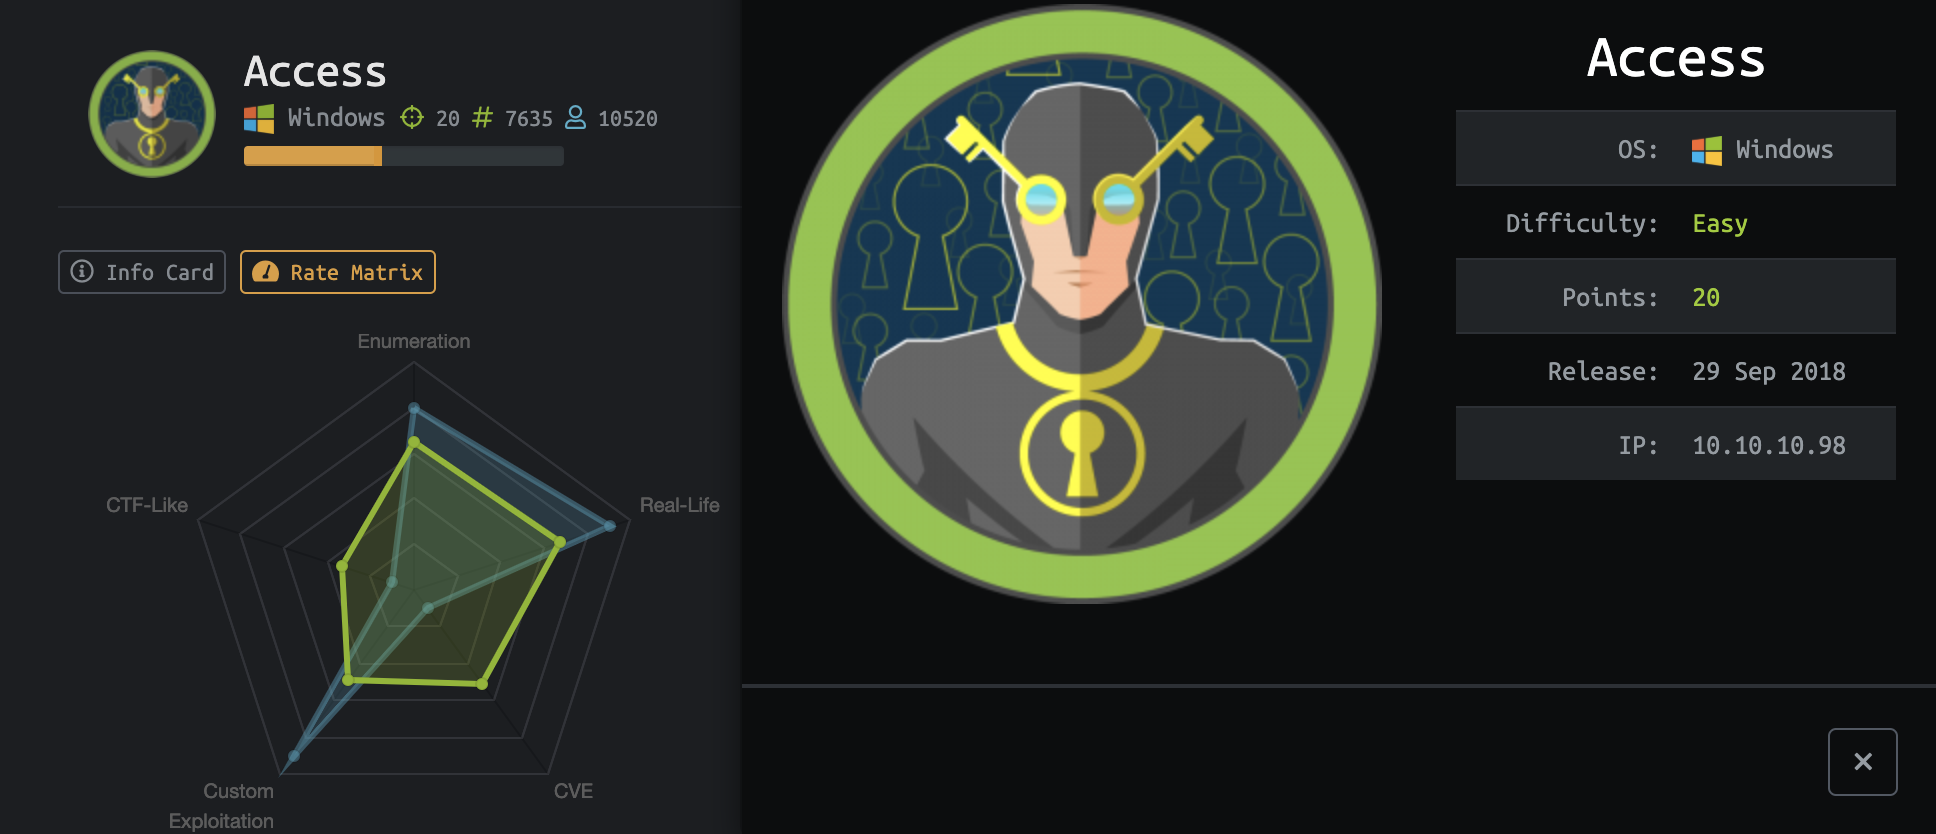 Access
Windows 20 # 7635 10520
Info Card Rate Matrix
Enumeration
CTF-Like
Real-Life
Custom
Exploitation
CVE
Access
OS: Windows
Difficulty: Easy
Points: 20
Release: 29 Sep 2018
IP: 10.10.10.98